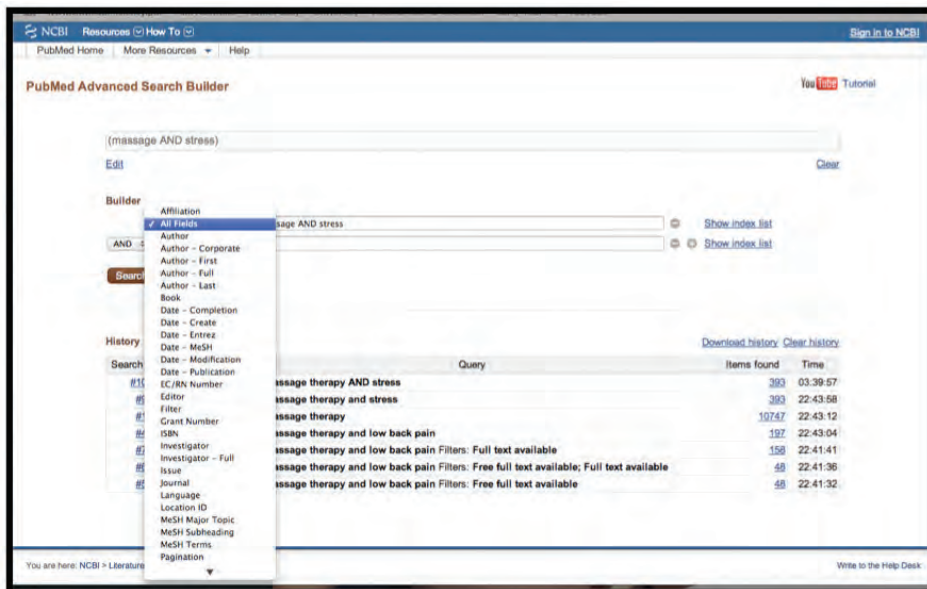 NCBI Resources How To Sign in to NCBI
PubMed Home More Resources Help
PubMed Advanced Search Builder
You Tube Tutorial
(massage AND stress)
Edit Clear
Builder
Affiliation
✓ All Fields sage AND stress Show index list
Author
AND Show index list
Author - Corporate
Author - First
Author - Full
Search
Author - Last
Book
Date - Completion
Date - Create
Date - Entrez
History Download history Clear history
Date - MeSH
Date - Modification
Search Query Items found Time
Date - Publication
#10 assage therapy AND stress 393 03:39:57
EC/RN Number
Editor
assage therapy and stress 393 22:43:58
Filter
assage therapy 10747 22:43:12
Grant Number
ISBN
assage therapy and low back pain 197 22:43:04
Investigator
assage therapy and low back pain Filters: Full text available 158 22:41:41
Investigator - Full
assage therapy and low back pain Filters: Free full text available; Full text available 48 22:41:36
Issue
Journal
assage therapy and low back pain Filters: Free full text available 48 22:41:32
Language
Location ID
MeSH Major Topic
MeSH Subheading
MeSH Terms
Pagination
You are here: NCBI > Literature Write to the Help Desk